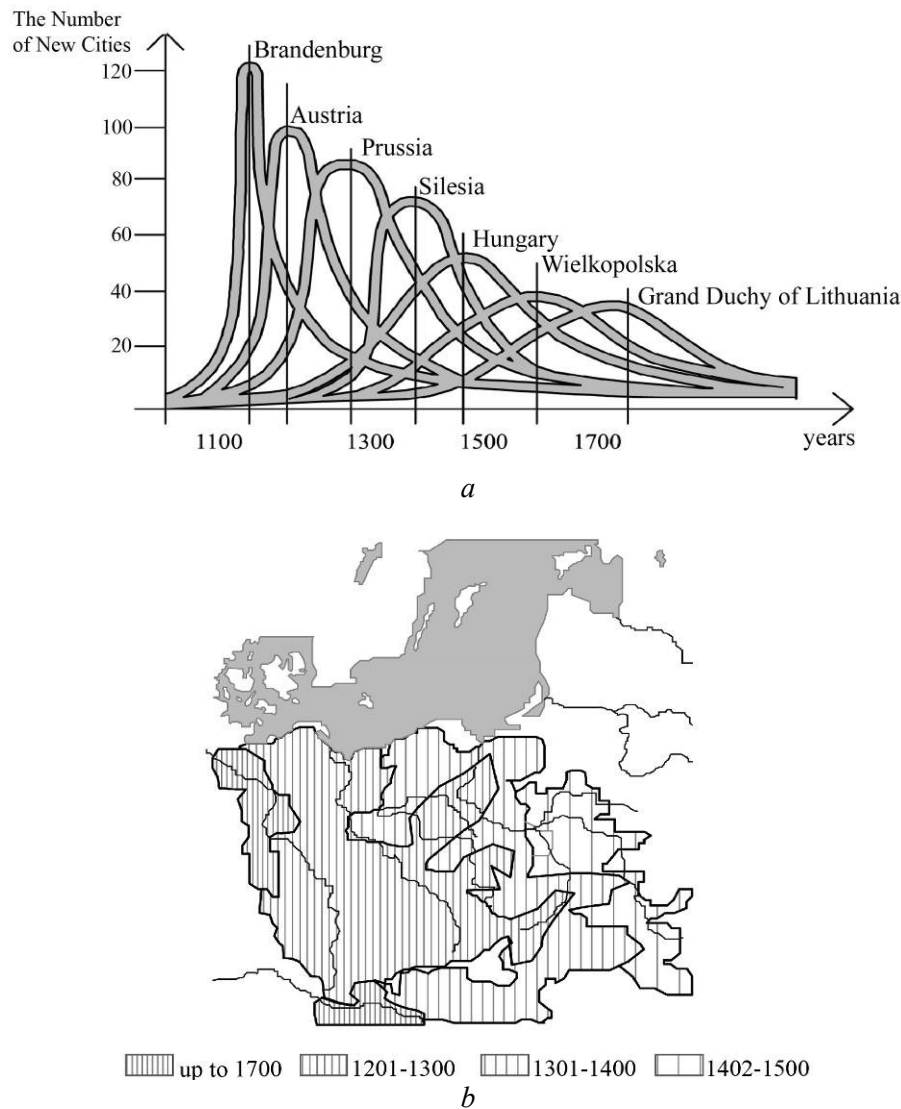 The Number
of New Cities
Brandenburg
120
Austria
100
Prussia
80
Silesia
60
Hungary
Wielkopolska
40
Grand Duchy of Lithuania
20
1100 1300 1500 1700 years
a
up to 1700 1201-1300 1301-1400 1402-1500
b